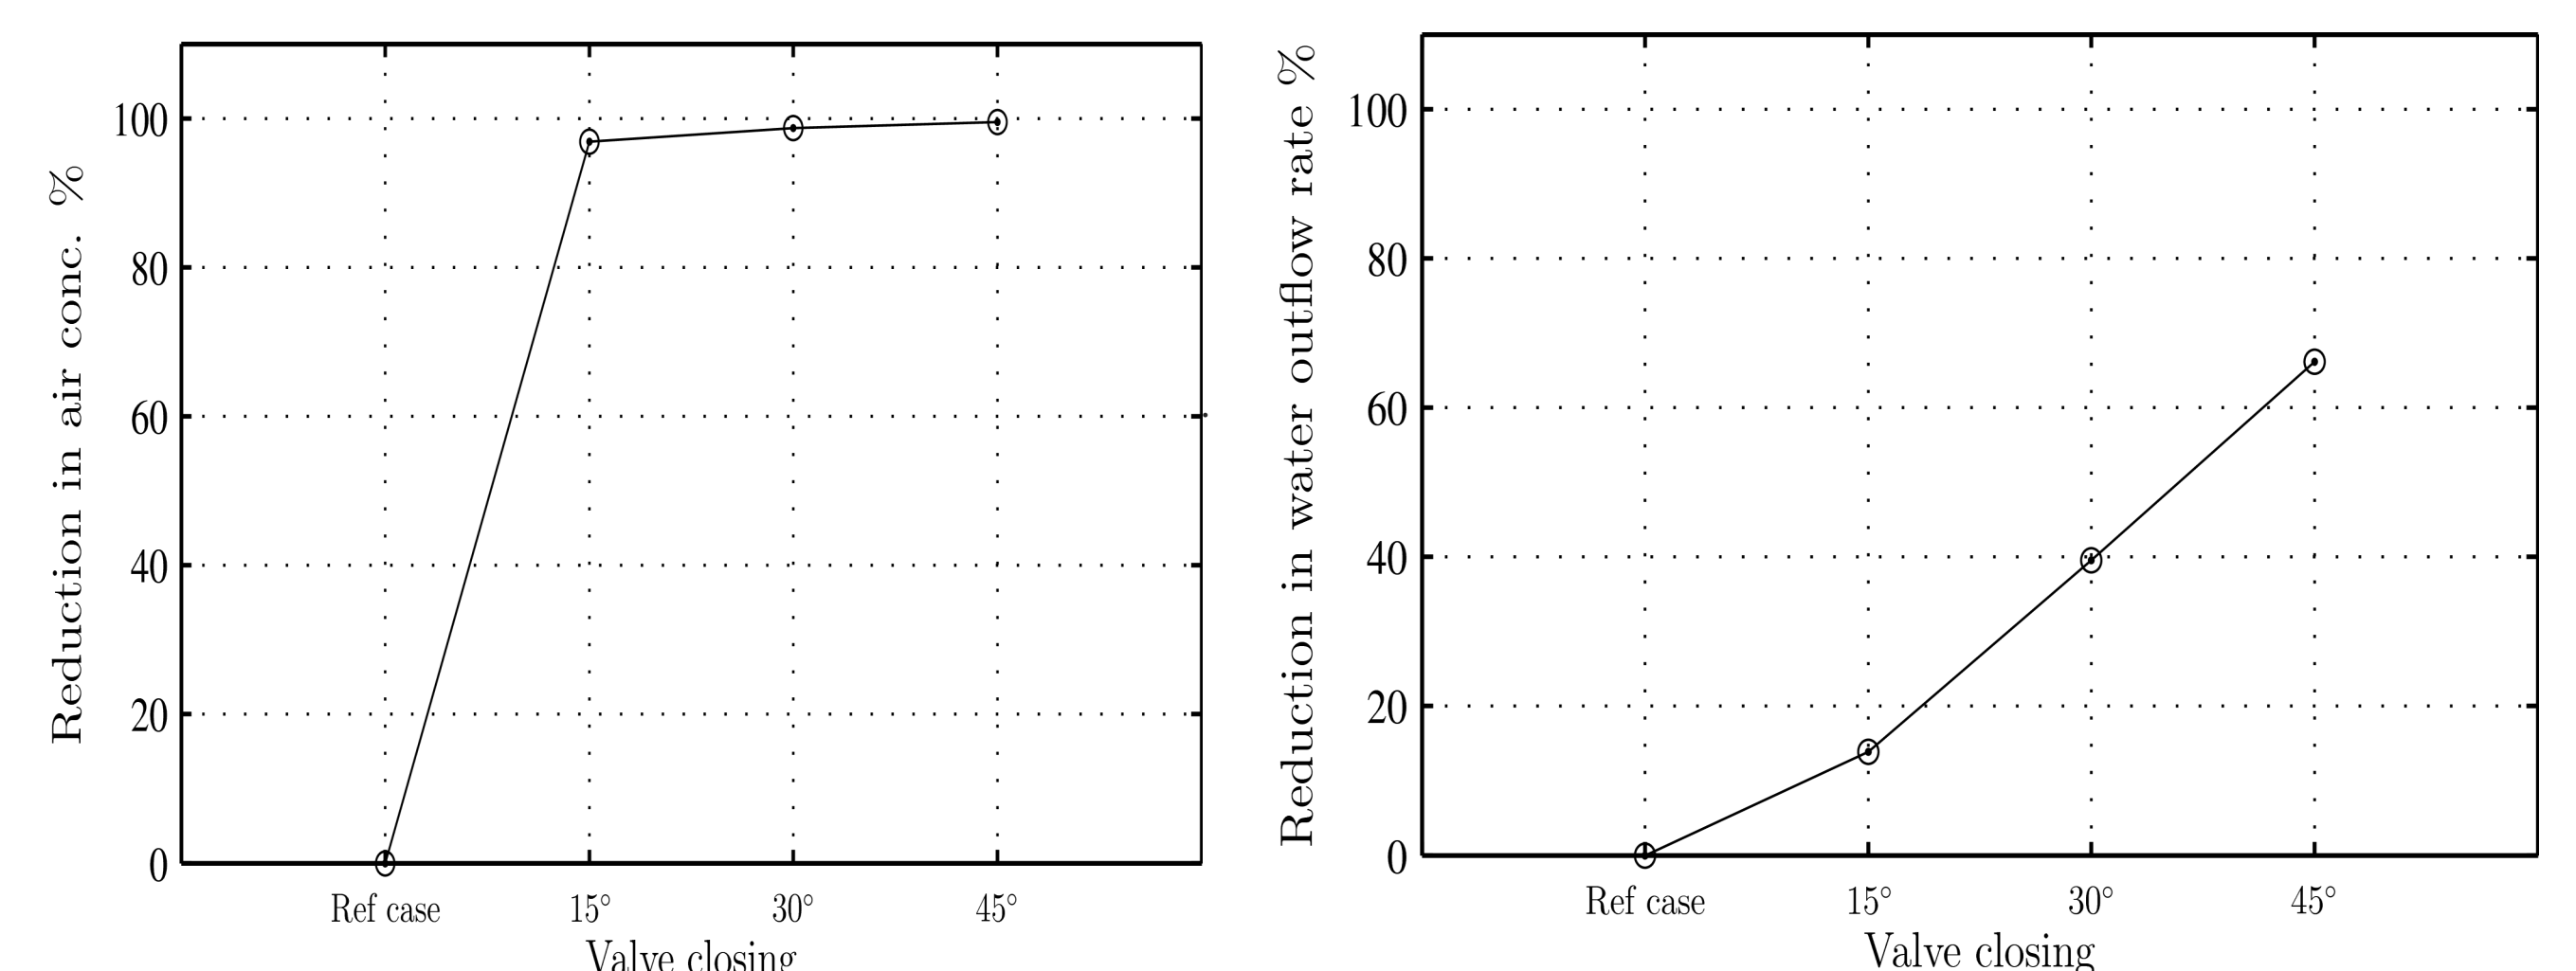 Reduction in air conc. %
100
80
60
40
20
0
Ref case 15° 30° 45°
Valve closing
Reduction in water outflow rate %
100
80
60
40
20
0
Ref case 15° 30° 45°
Valve closing